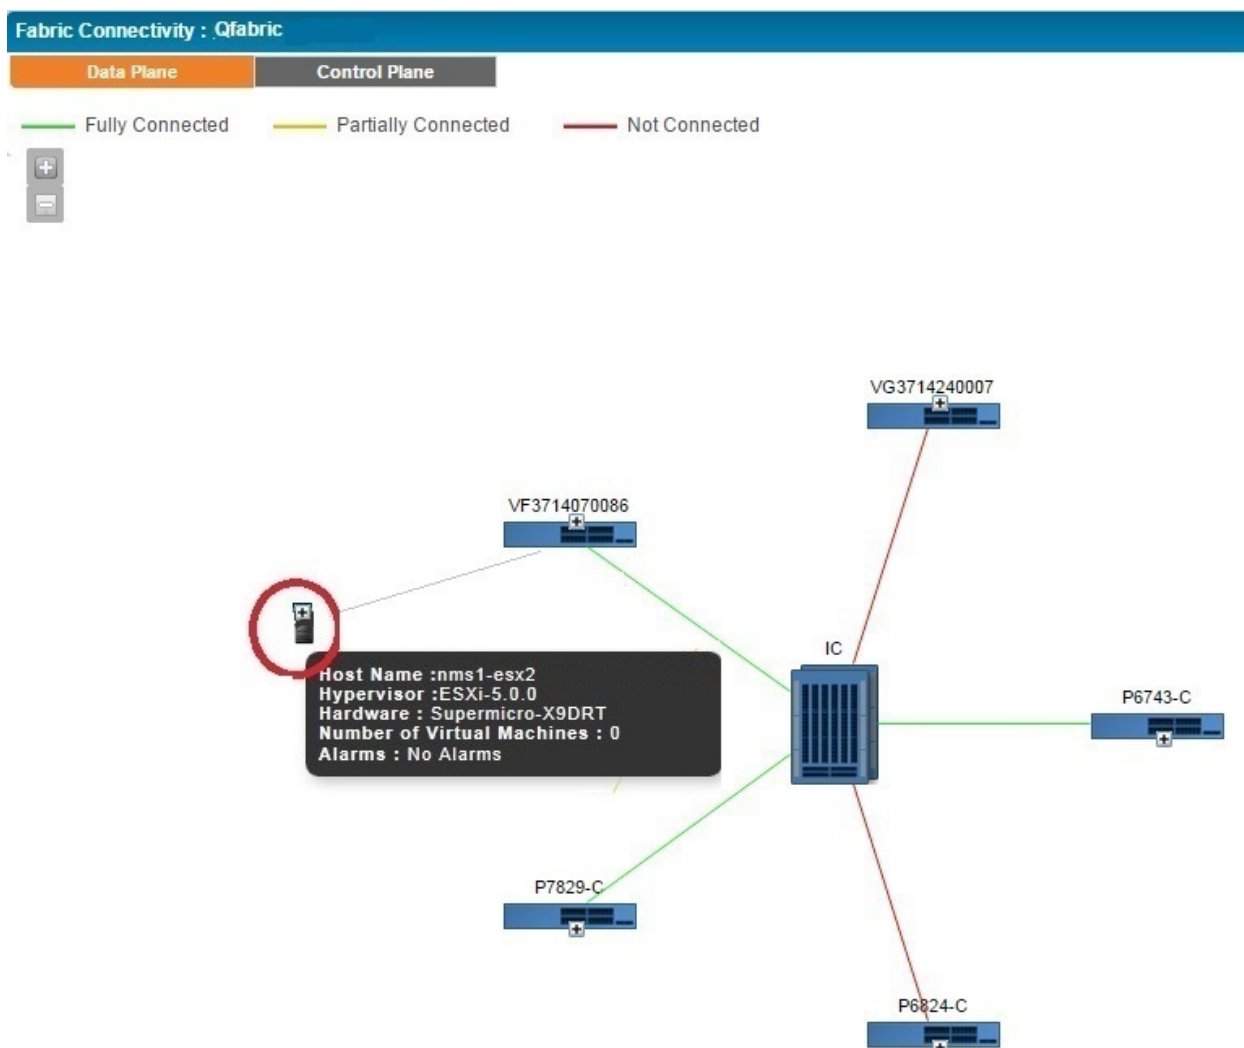 Fabric Connectivity : Qfabric
Data Plane Control Plane
Fully Connected Partially Connected Not Connected
VG3714240007
VF3714070086
IC
Host Name :nms1-esx2
Hypervisor :ESXi-5.0.0
Hardware : Supermicro-X9DRT
Number of Virtual Machines : 0
Alarms : No Alarms
P6743-C
P7829-C
P6824-C